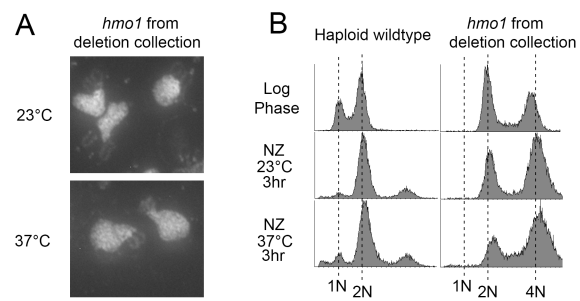 A
hmo1 from
deletion collection
23°C
37°C
B
Haploid wildtype
hmo1 from
deletion collection
Log
Phase
NZ
23°C
3hr
NZ
37°C
3hr
1N
2N
1N
2N
4N